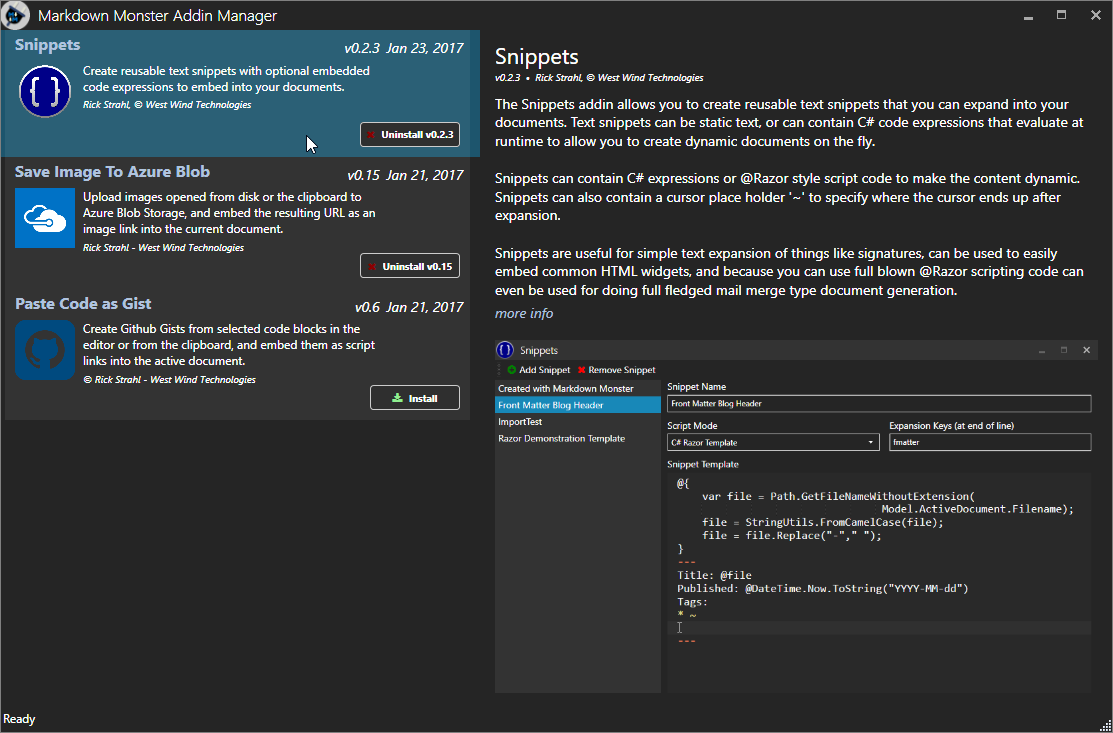 Markdown Monster Addin Manager
Snippets
v0.2.3 Jan 23, 2017
Create reusable text snippets with optional embedded
code expressions to embed into your documents.
Rick Strahl, © West Wind Technologies
Uninstall v0.2.3
Save Image To Azure Blob
v0.15 Jan 21, 2017
Upload images opened from disk or the clipboard to
Azure Blob Storage, and embed the resulting URL as an
image link into the current document.
Rick Strahl - West Wind Technologies
Uninstall v0.15
Paste Code as Gist
v0.6 Jan 21, 2017
Create Github Gists from selected code blocks in the
editor or from the clipboard, and embed them as script
links into the active document.
© Rick Strahl - West Wind Technologies
Install
Snippets
v0.2.3 • Rick Strahl, © West Wind Technologies
The Snippets addin allows you to create reusable text snippets that you can expand into your
documents. Text snippets can be static text, or can contain C# code expressions that evaluate at
runtime to allow you to create dynamic documents on the fly.
Snippets can contain C# expressions or @Razor style script code to make the content dynamic.
Snippets can also contain a cursor place holder '~' to specify where the cursor ends up after
expansion.
Snippets are useful for simple text expansion of things like signatures, can be used to easily
embed common HTML widgets, and because you can use full blown @Razor scripting code can
even be used for doing full fledged mail merge type document generation.
more info
Snippets
Add Snippet Remove Snippet
Created with Markdown Monster
Front Matter Blog Header
ImportTest
Razor Demonstration Template
Snippet Name
Front Matter Blog Header
Script Mode
Expansion Keys (at end of line)
C# Razor Template
fmatter
Snippet Template
@{
var file = Path.GetFileNameWithoutExtension(
Model.ActiveDocument.Filename);
file = StringUtils.FromCamelCase(file);
file = file.Replace("-"," ");
}
---
Title: @file
Published: @DateTime.Now.ToString("YYYY-MM-dd")
Tags:
* ~
---
Ready